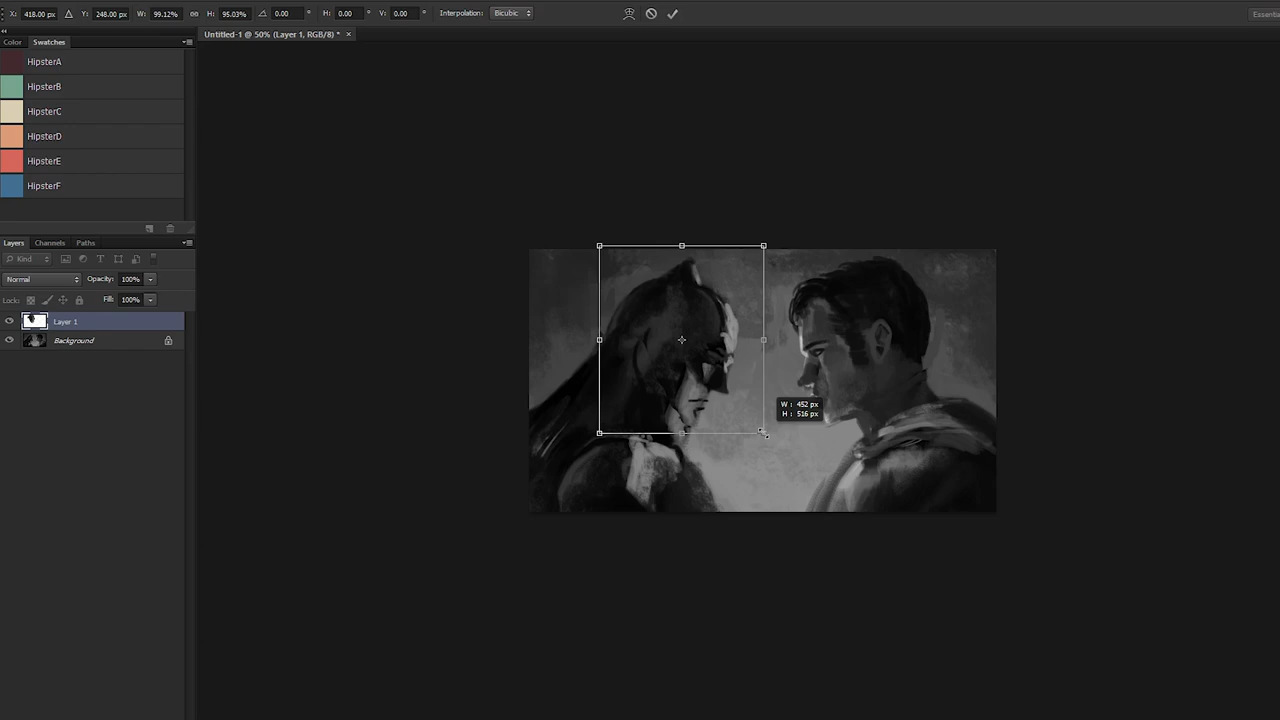 X: 418.00 px Y: 248.00 px W: 99.12% H: 95.03% 0.00 ° H: 0.00 ° V: 0.00 ° Interpolation: Bicubic Essentia
Untitled-1 @ 50% (Layer 1, RGB/8) * ×
Color Swatches
HipsterA
HipsterB
HipsterC
HipsterD
HipsterE
HipsterF
Layers Channels Paths
Kind
Normal Opacity: 100%
Lock: Fill: 100%
Layer 1
Background
W : 452 px
H : 516 px